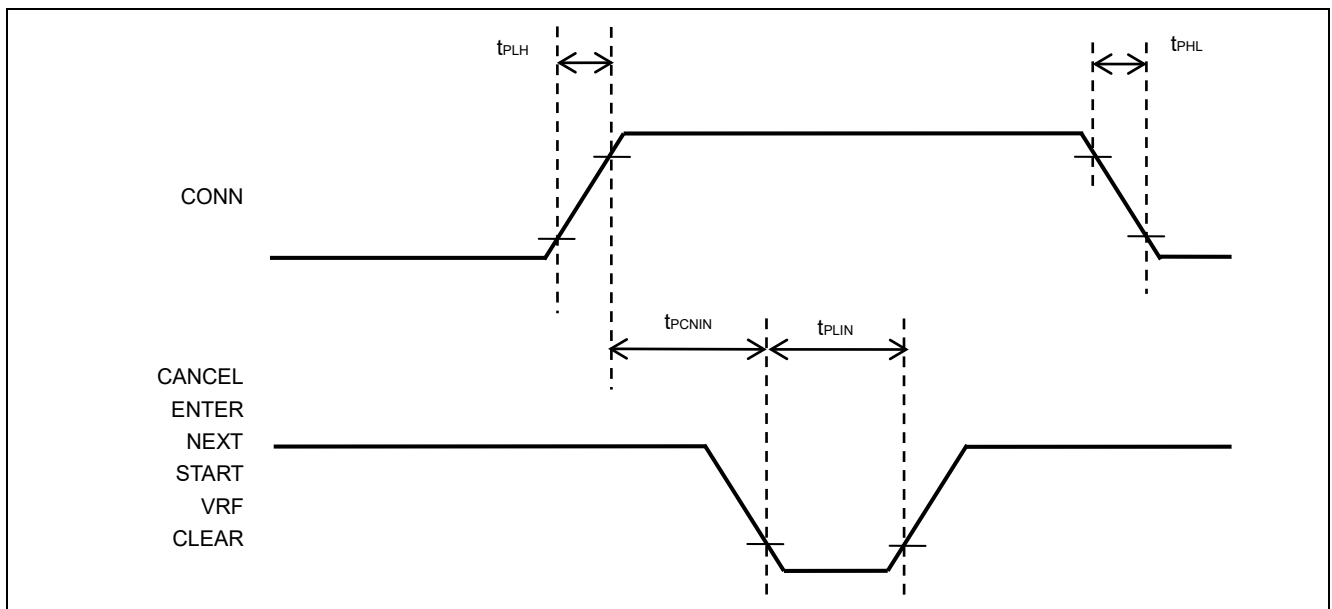 tPLH
tPHL
CONN
tPCNIN
tPLIN
CANCEL
ENTER
NEXT
START
VRF
CLEAR